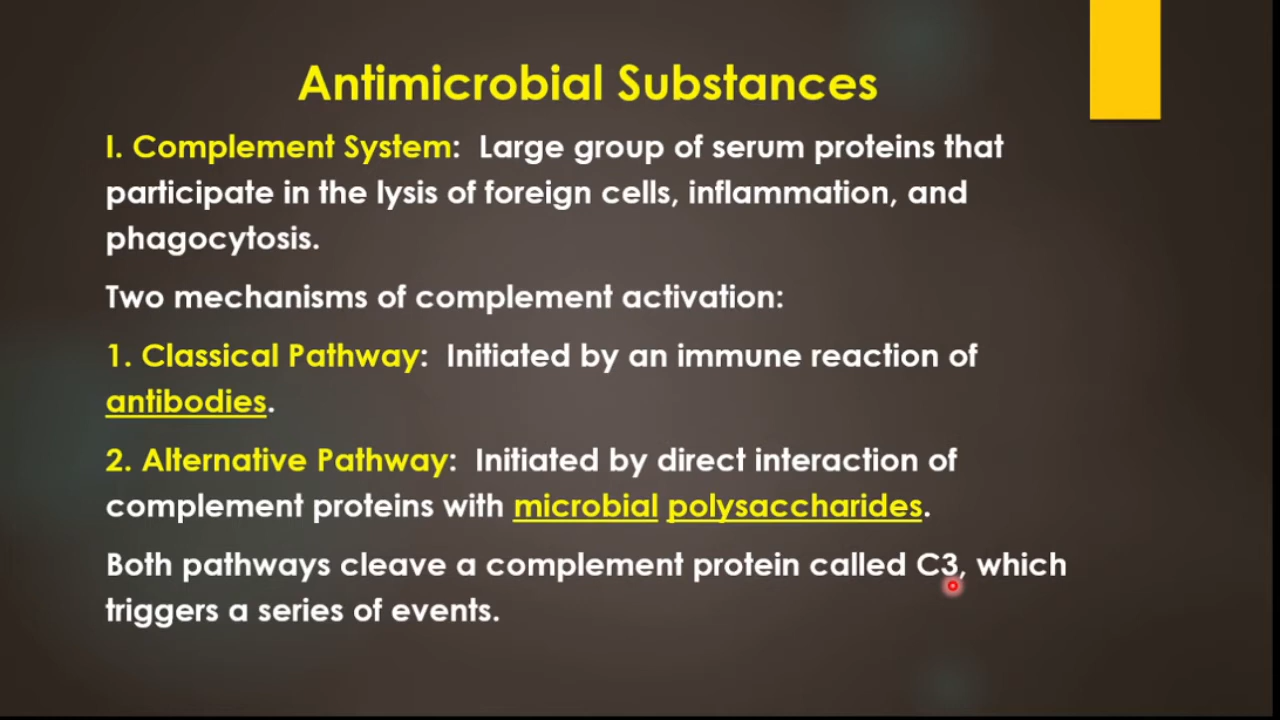 Antimicrobial Substances
I. Complement System:  Large group of serum proteins that
participate in the lysis of foreign cells, inflammation, and
phagocytosis.
Two mechanisms of complement activation:
1. Classical Pathway:  Initiated by an immune reaction of
antibodies.
2. Alternative Pathway:  Initiated by direct interaction of
complement proteins with microbial polysaccharides.
Both pathways cleave a complement protein called C3, which
triggers a series of events.